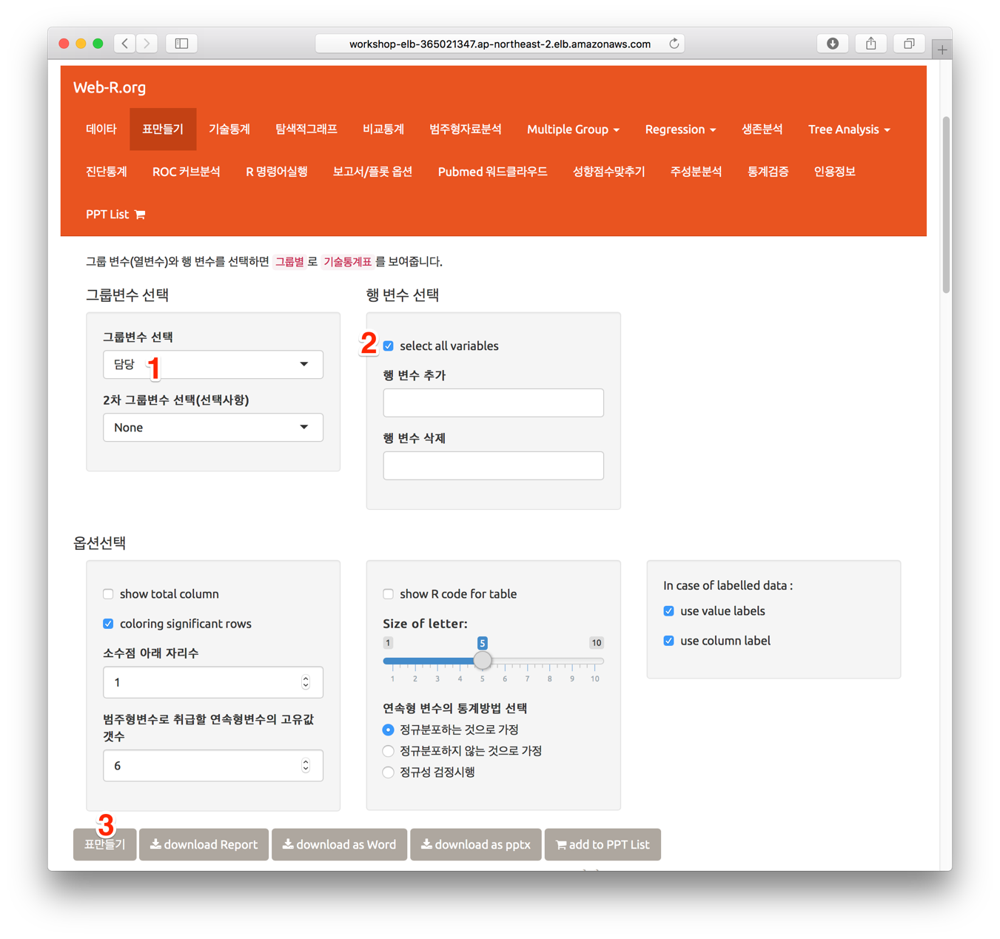 workshop-elb-365021347.ap-northeast-2.elb.amazonaws.com
Web-R.org
데이타 표만들기 기술통계 탐색적그래프 비교통계 범주형자료분석 Multiple Group Regression 생존분석 Tree Analysis
진단통계 ROC 커브분석 R 명령어실행 보고서/플롯 옵션 Pubmed 워드클라우드 성향점수맞추기 주성분분석 통계검증 인용정보
PPT List
그룹 변수(열변수)와 행 변수를 선택하면 그룹별 로 기술통계표 를 보여줍니다.
그룹변수 선택
그룹변수 선택
담당 1
2차 그룹변수 선택(선택사항)
None
행 변수 선택
2 select all variables
행 변수 추가
행 변수 삭제
옵션선택
show total column
coloring significant rows
소수점 아래 자리수
1
범주형변수로 취급할 연속형변수의 고유값
갯수
6
show R code for table
Size of letter:
1 5 10
1 2 3 4 5 6 7 8 9 10
연속형 변수의 통계방법 선택
정규분포하는 것으로 가정
정규분포하지 않는 것으로 가정
정규성 검정시행
In case of labelled data :
use value labels
use column label
3
표만들기 download Report download as Word download as pptx add to PPT List